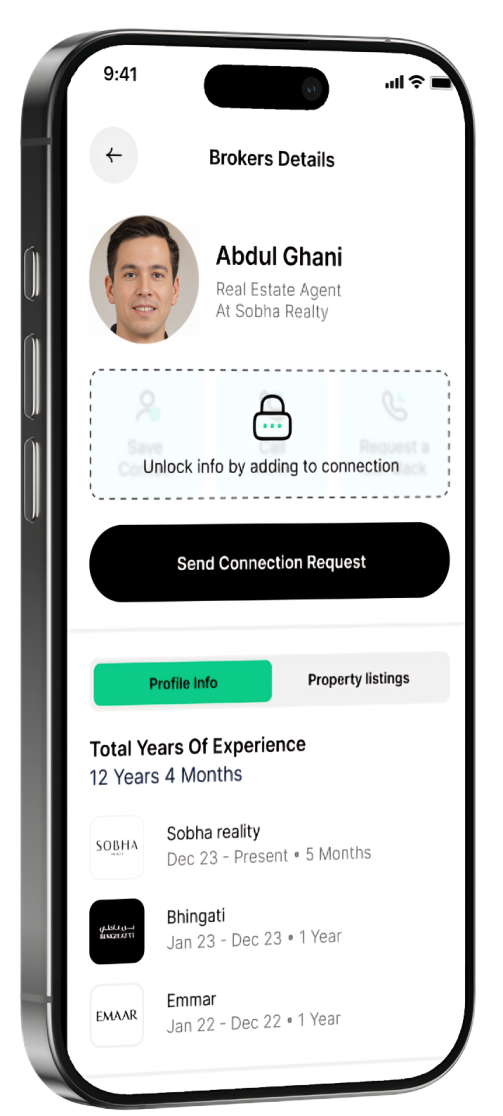 9:41
Brokers Details
Abdul Ghani
Real Estate Agent
At Sobha Realty
Save
Call
Request a
Unlock info by adding to connection
Send Connection Request
Profile Info
Property listings
Total Years Of Experience
12 Years 4 Months
SOBHA
Sobha reality
Dec 23 - Present • 5 Months
BINGHATTI
Bhingati
Jan 23 - Dec 23 • 1 Year
EMAAR
Emmar
Jan 22 - Dec 22 • 1 Year